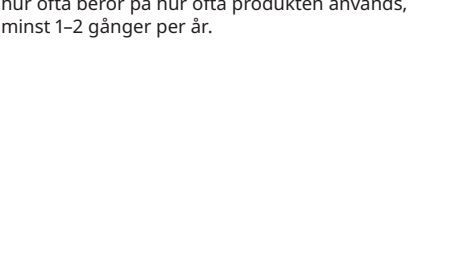 hur ofta beror på hur ofta produkten används,
minst 1–2 gånger per år.